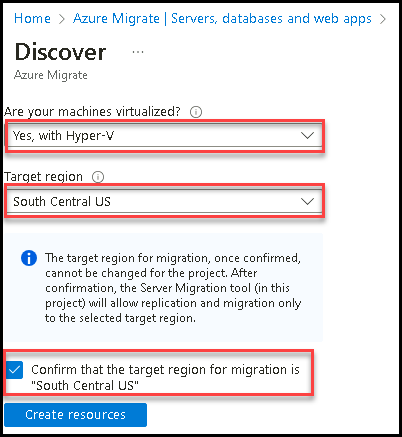 Home > Azure Migrate | Servers, databases and web apps >
Discover ...
Azure Migrate
Are your machines virtualized?
Yes, with Hyper-V
Target region
South Central US
The target region for migration, once confirmed,
cannot be changed for the project. After
confirmation, the Server Migration tool (in
this project) will allow replication and migration only
to the selected target region.
Confirm that the target region for migration is
"South Central US"
Create resources